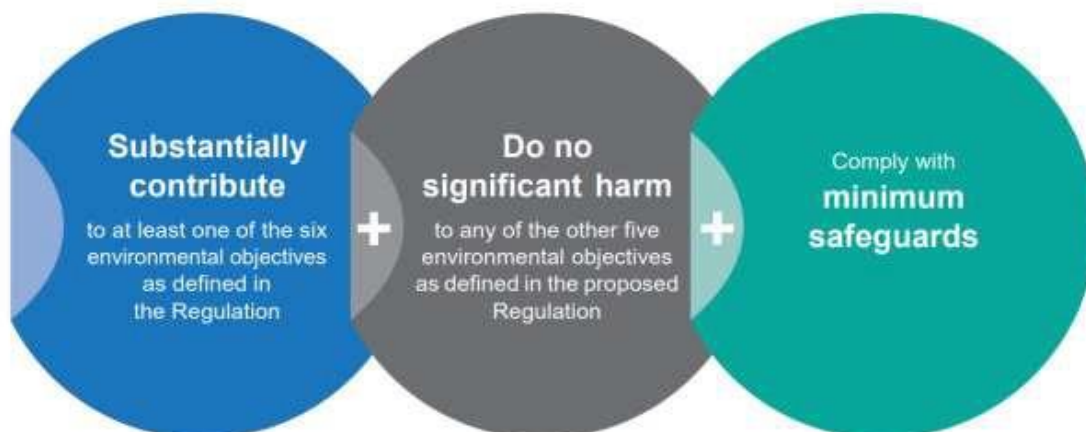 Substantially
contribute
to at least one of the six
environmental objectives
as defined in
the Regulation
+
Do no
significant harm
to any of the other five
environmental objectives
as defined in the proposed
Regulation
+
Comply with
minimum
safeguards